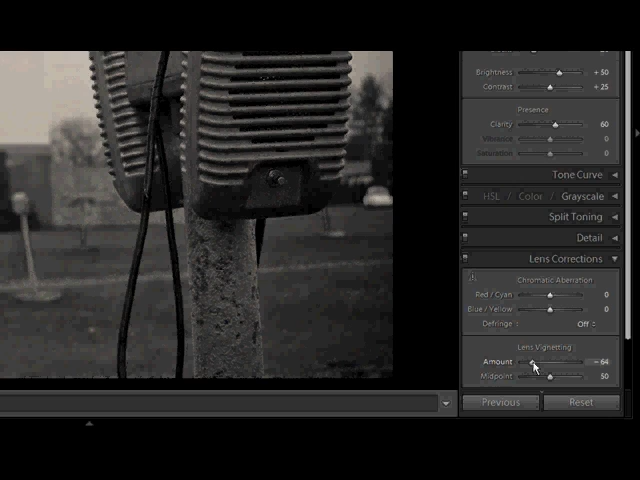 Brightness + 50
Contrast + 25
Presence
Clarity 60
Vibrance 0
Saturation 0
Tone Curve
HSL / Color / Grayscale
Split Toning
Detail
Lens Corrections
Chromatic Aberration
Red / Cyan 0
Blue / Yellow 0
Defringe : Off
Lens Vignetting
Amount - 64
Midpoint 50
Previous Reset